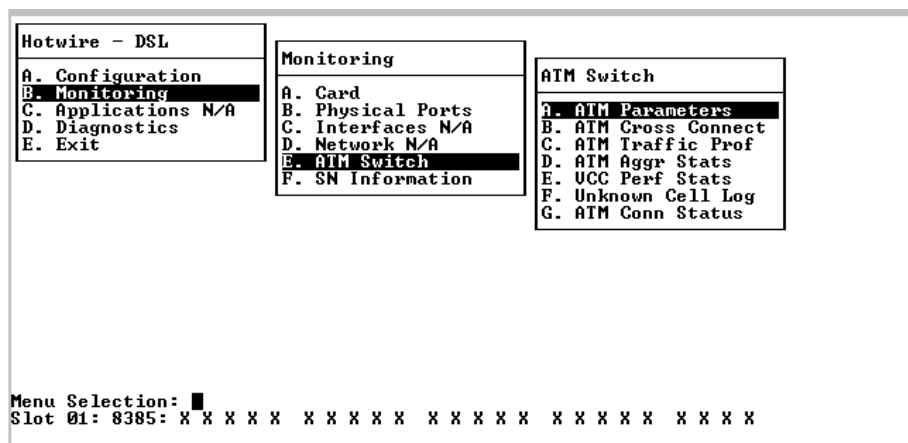 Hotwire - DSL
A. Configuration
B. Monitoring
C. Applications N/A
D. Diagnostics
E. Exit
Monitoring
A. Card
B. Physical Ports
C. Interfaces N/A
D. Network N/A
E. ATM Switch
F. SN Information
ATM Switch
A. ATM Parameters
B. ATM Cross Connect
C. ATM Traffic Prof
D. ATM Aggr Stats
E. VCC Perf Stats
F. Unknown Cell Log
G. ATM Conn Status
Menu Selection:
Slot 01: 8385: X X X X X  X X X X X  X X X X X  X X X X X  X X X X